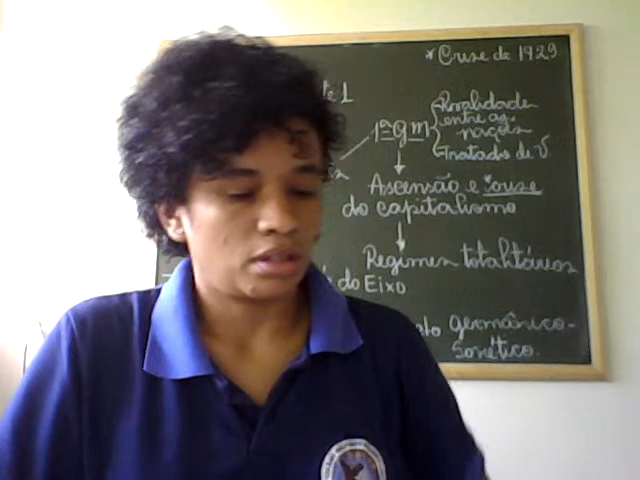 * Crise de 1929
1
1ª G M
Rivalidade
entre as
nações
Tratado de V.
Ascensão e crise
do capitalismo
Regimes totalitários
do Eixo
germânico-
Soviético.